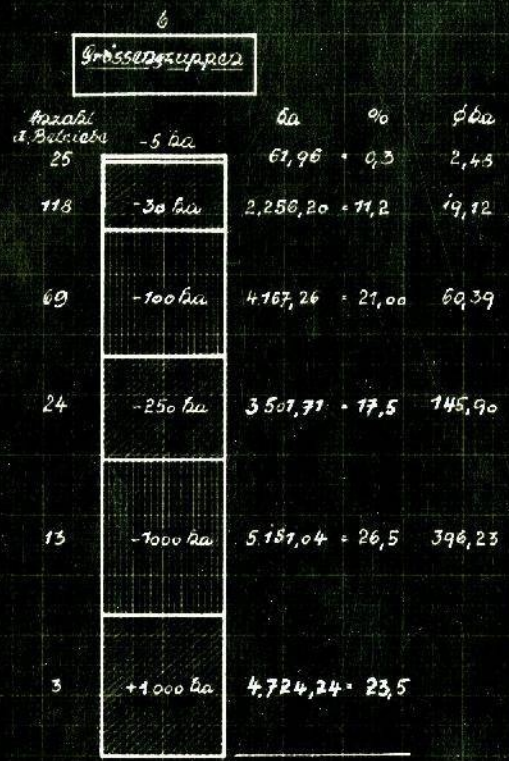 6
Grössengruppen
Anzahl ha % ϕ ha
d. Betriebe -5 ha
25 61,96 = 0,3 2,48
118 -30 ha 2.256,20 = 11,2 19,12
69 -100 ha 4.167,26 = 21,00 60,39
24 -250 ha 3 501,71 = 17,5 145,90
13 -1000 ha 5.151,04 = 26,5 396,23
3 +1.000 ha 4.724,24 = 23,5